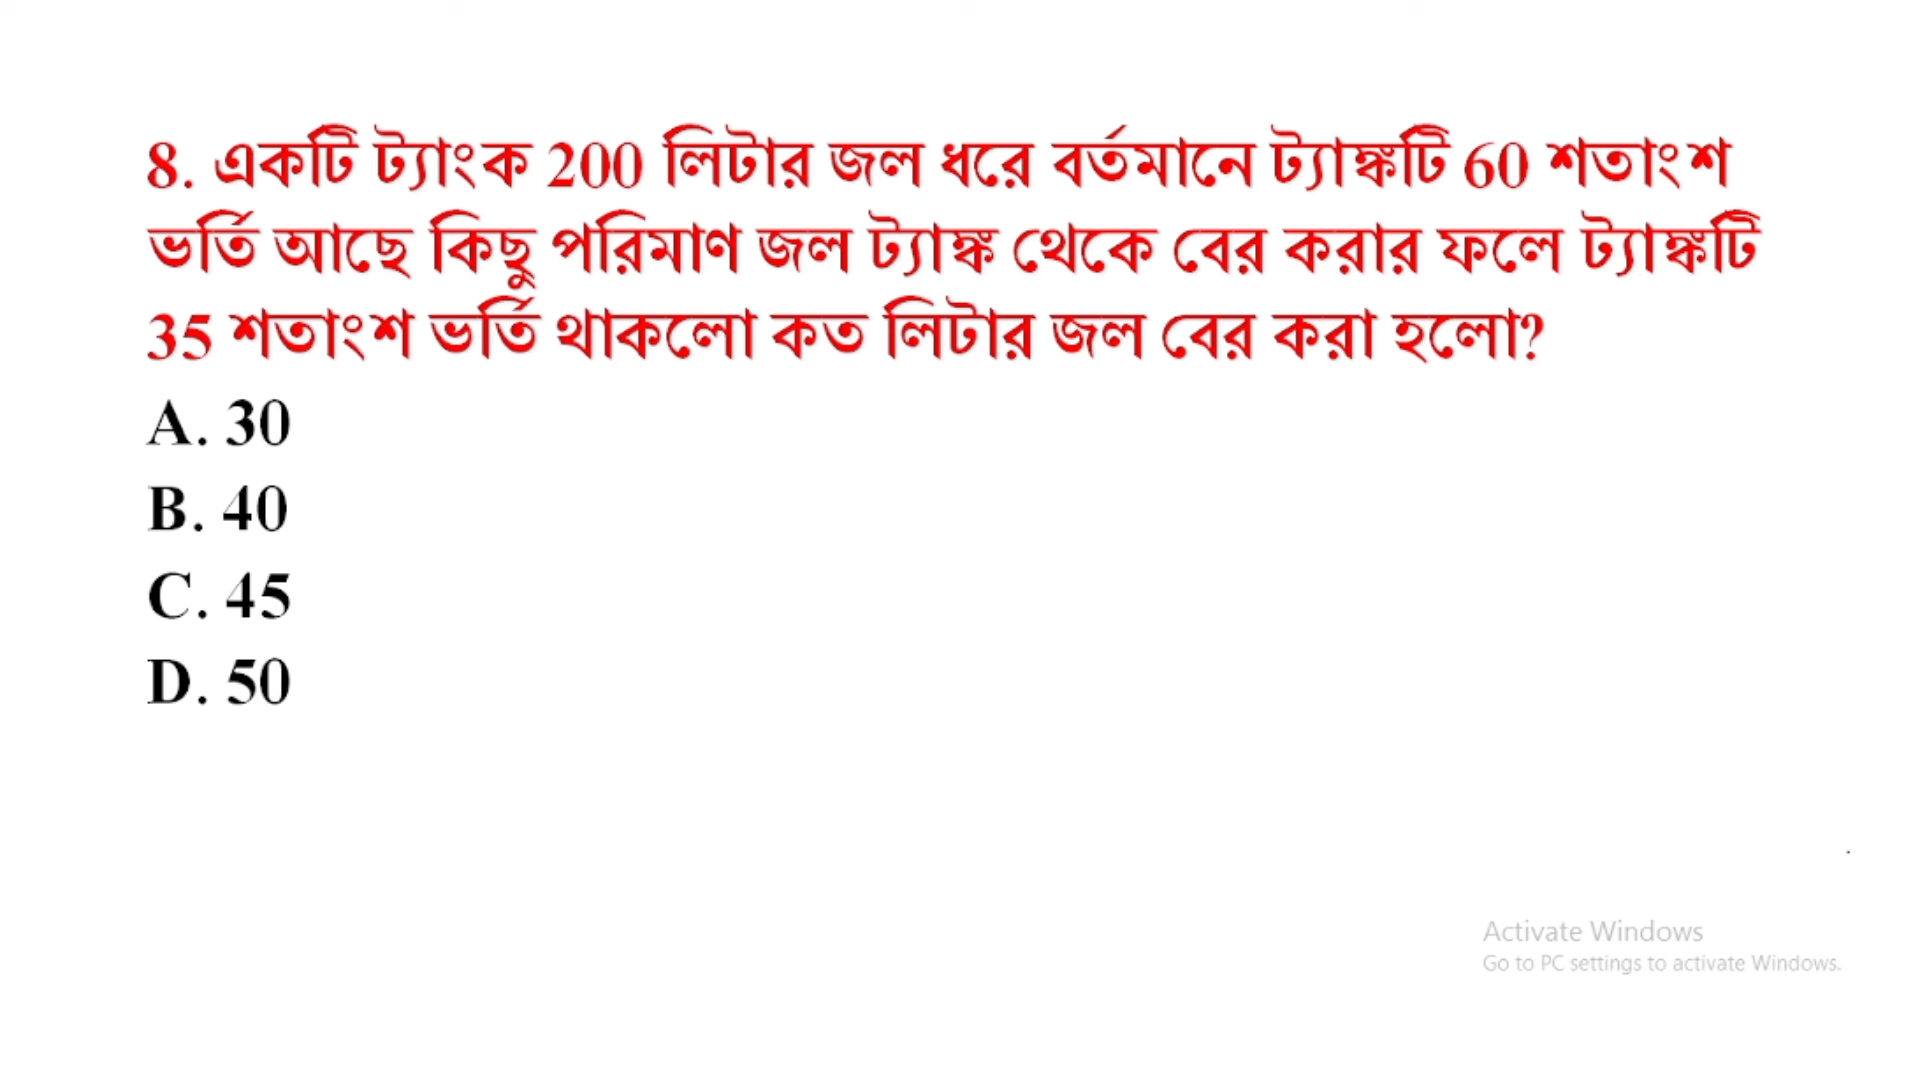 8. একটি ট্যাংক 200 লিটার জল ধরে বর্তমানে ট্যাঙ্কটি 60 শতাংশ
ভর্তি আছে কিছু পরিমাণ জল ট্যাঙ্ক থেকে বের করার ফলে ট্যাঙ্কটি
35 শতাংশ ভর্তি থাকলো কত লিটার জল বের করা হলো?
A. 30
B. 40
C. 45
D. 50
Activate Windows
Go to PC settings to activate Windows.